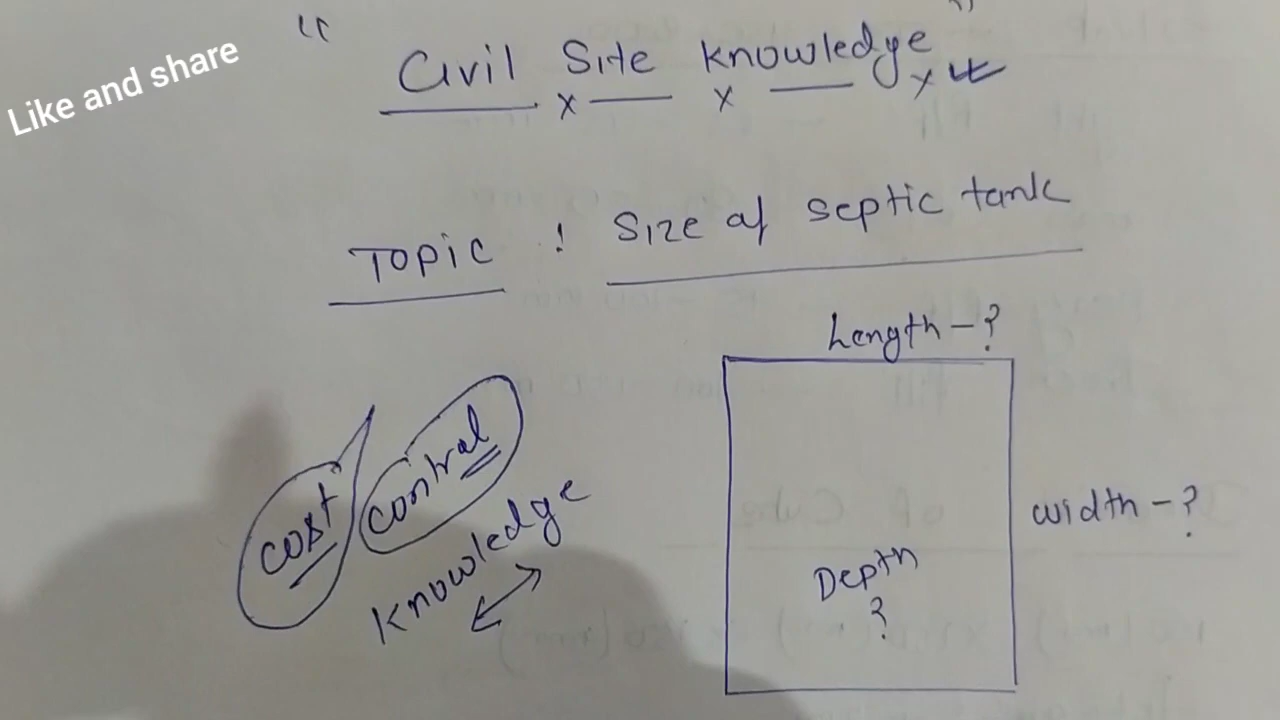 Like and share
" Civil Site knowledge "
x x x
Topic : Size of septic tank
Length - ?
cost control
knowledge
width - ?
Depth
?